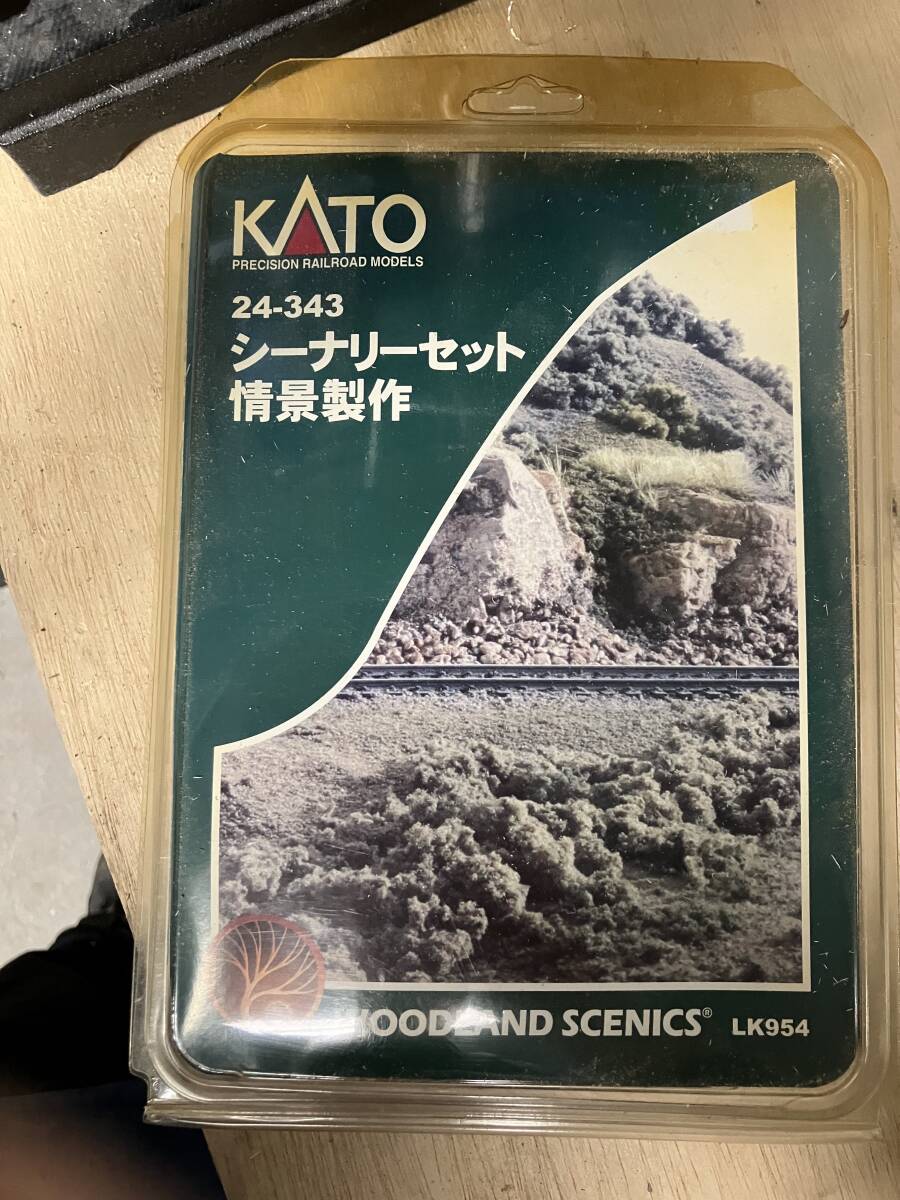 KATO
PRECISION RAILROAD MODELS
24-343
シーナリーセット
情景製作
WOODLAND SCENICS® LK954